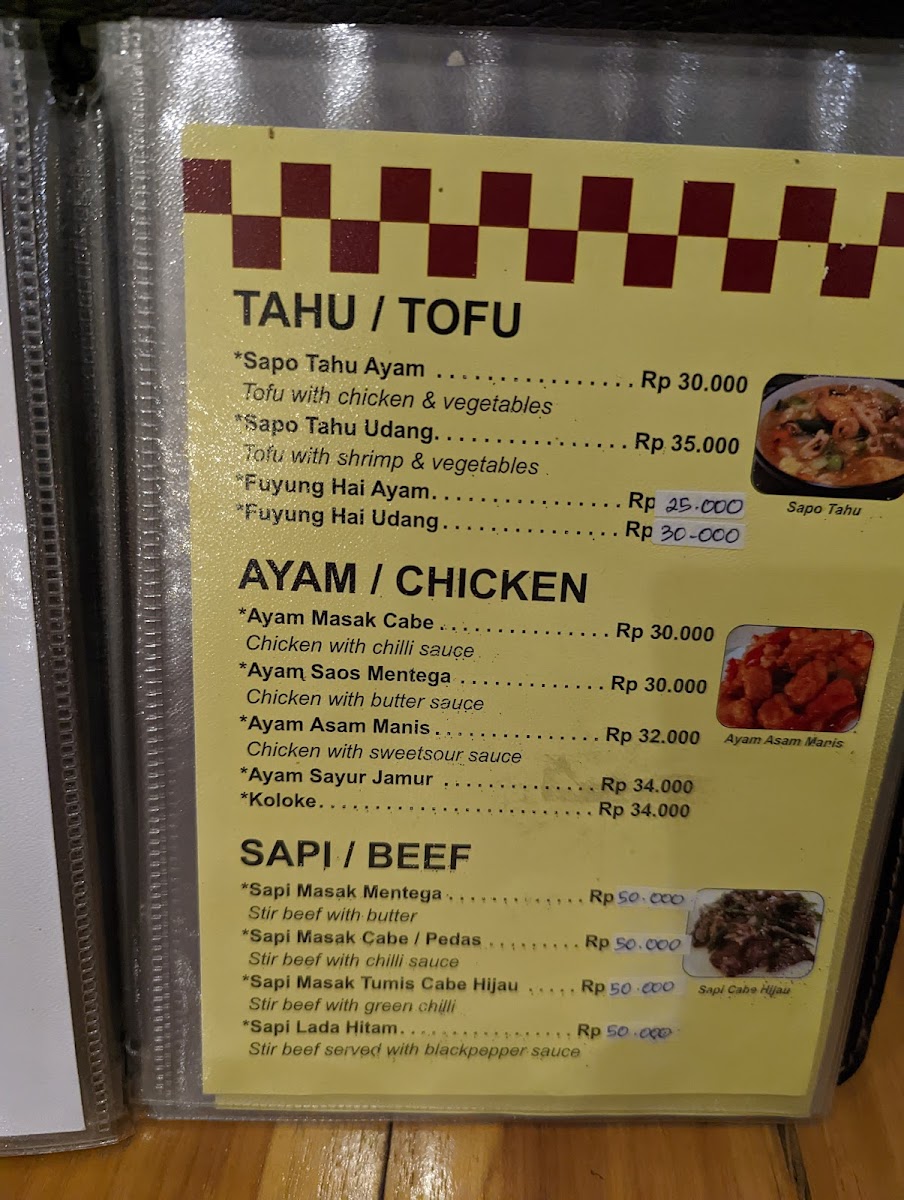 TAHU / TOFU
*Sapo Tahu Ayam ................ Rp 30.000
Tofu with chicken & vegetables
*Sapo Tahu Udang................ Rp 35.000
Tofu with shrimp & vegetables
*Fuyung Hai Ayam................ Rp 25.000
*Fuyung Hai Udang............... Rp 30-000
Sapo Tahu
AYAM / CHICKEN
*Ayam Masak Cabe............... Rp 30.000
Chicken with chilli sauce
*Ayam Saos Mentega ............. Rp 30.000
Chicken with butter sauce
*Ayam Asam Manis............... Rp 32.000
Chicken with sweetsour sauce
*Ayam Sayur Jamur .............. Rp 34.000
*Koloke......................... Rp 34.000
Ayam Asam Manis
SAPI / BEEF
*Sapi Masak Mentega ............. Rp 50.000
Stir beef with butter
*Sapi Masak Cabe / Pedas ......... Rp 50.000
Stir beef with chilli sauce
*Sapi Masak Tumis Cabe Hijau ..... Rp 50.000
Stir beef with green chilli
*Sapi Lada Hitam................. Rp 50.000
Stir beef served with blackpepper sauce
Sapi Cabe Hijau